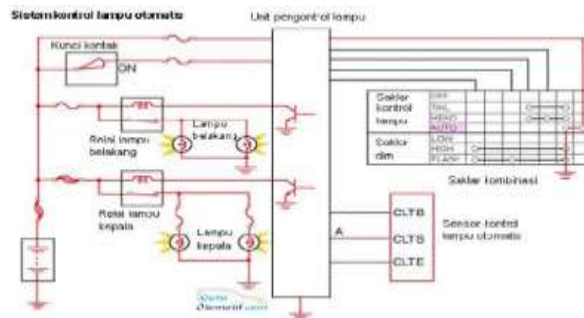 Sistem kontrol lampu otomatis
Unit pengontrol lampu
Kunci kontak
ON
Relai lampu
belakang
Lampu
belakang
Relai lampu
kepala
Lampu
kepala
Saklar
kontrol
lampu
OFF
TAIL
HEAD
AUTO
Saklar
dim
LOW
HIGH
FLASH
Saklar kombinasi
A
CLTB
CLTS
CLTE
Sensor kontrol
lampu otomatis